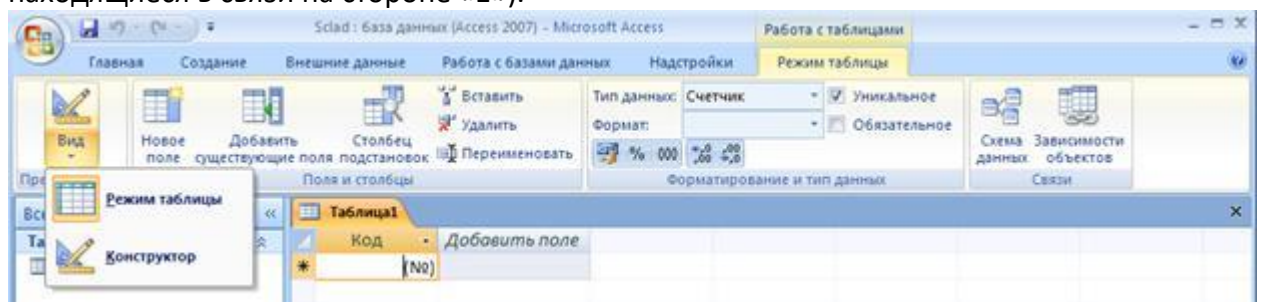 находящиеся в связи на стороне «1»).
Sclad : база данных (Access 2007) - Microsoft Access
Работа с таблицами
Главная Создание Внешние данные Работа с базами данных Надстройки Режим таблицы
Вид
Новое поле
Добавить существующие поля
Столбец подстановок
Вставить
Удалить
Переименовать
Тип данных: Счетчик
Формат:
% 000
Уникальное
Обязательное
Схема данных
Зависимости объектов
Поля и столбцы
Форматирование и тип данных
Связи
Режим таблицы
Конструктор
Таблица1
Код Добавить поле
(№)